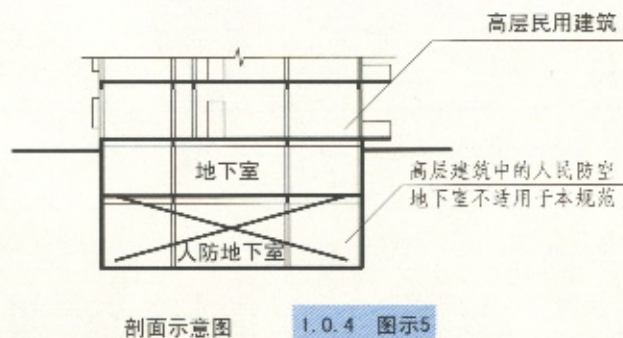 高层民用建筑
地下室
高层建筑中的人民防空
地下室不适用于本规范
人防地下室
剖面示意图
1.0.4 图示5